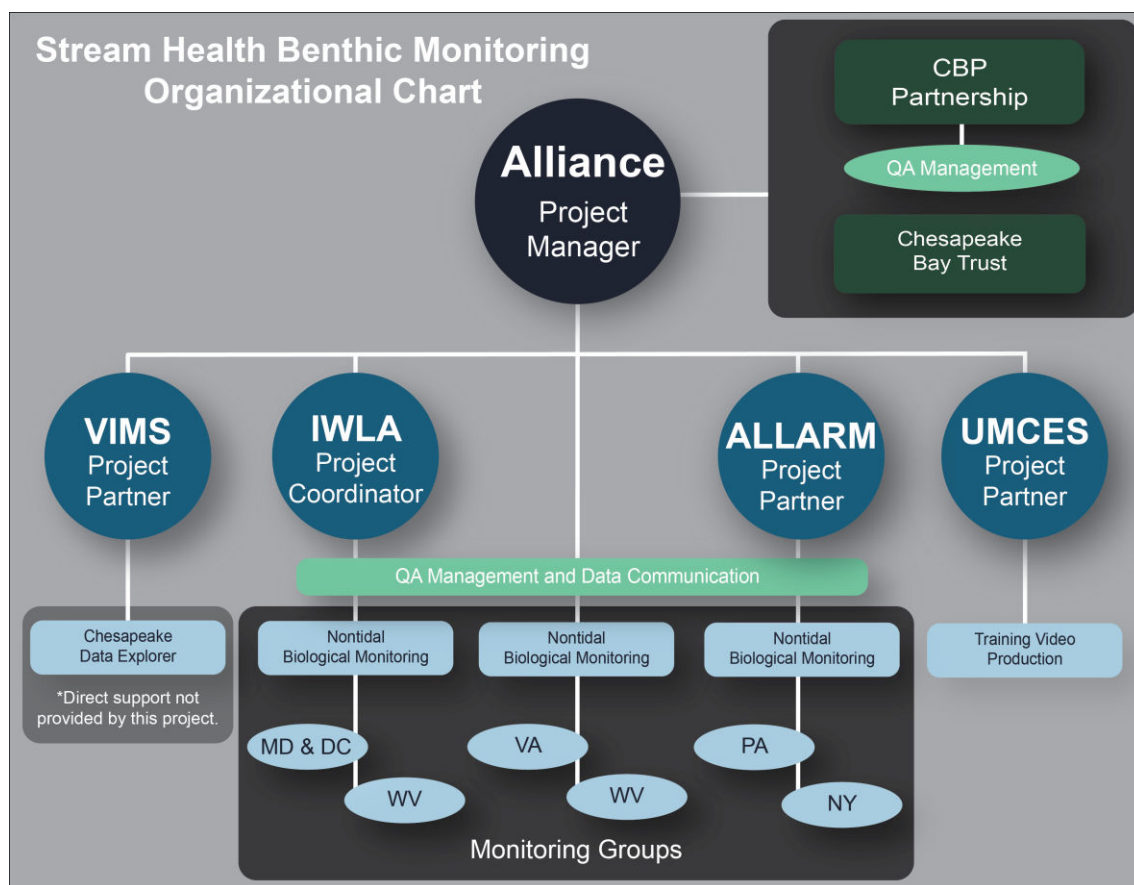 Stream Health Benthic Monitoring
Organizational Chart
CBP
Partnership
QA Management
Chesapeake
Bay Trust
Alliance
Project
Manager
VIMS
Project
Partner
IWLA
Project
Coordinator
ALLARM
Project
Partner
UMCES
Project
Partner
QA Management and Data Communication
Chesapeake
Data Explorer
*Direct support not
provided by this project.
Nontidal
Biological Monitoring
Nontidal
Biological Monitoring
Nontidal
Biological Monitoring
Training Video
Production
MD & DC
WV
VA
WV
PA
NY
Monitoring Groups